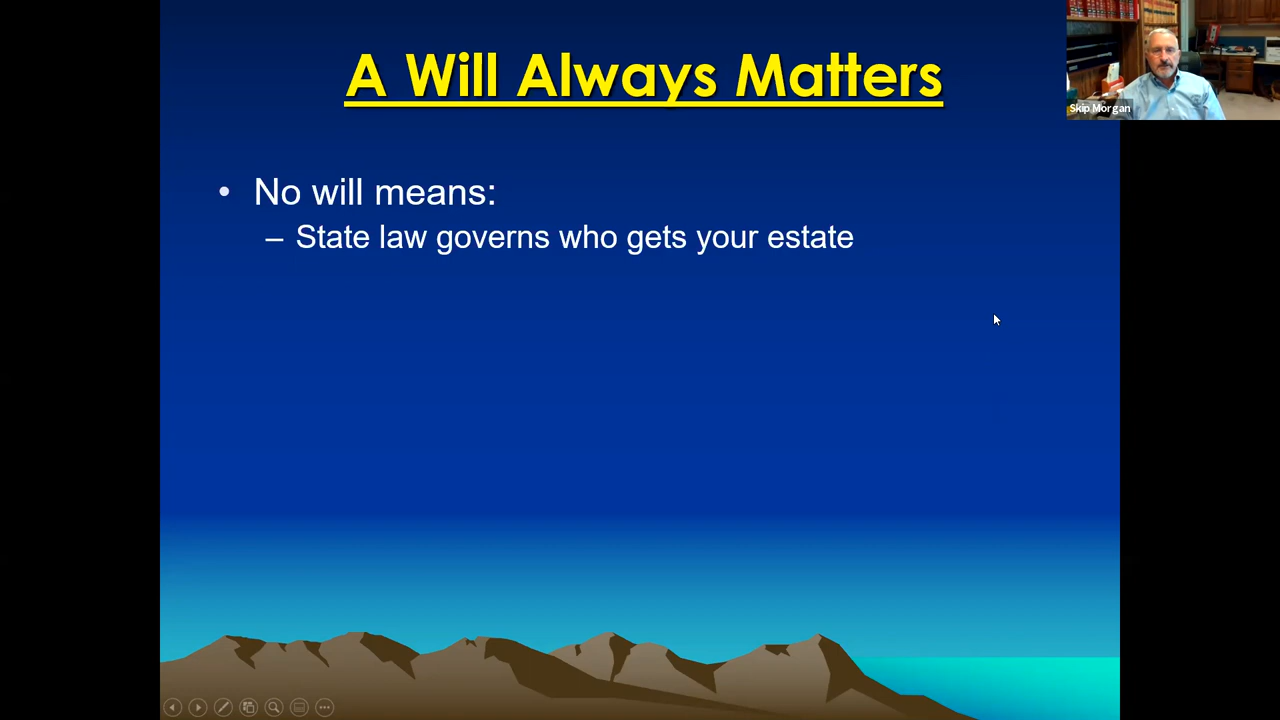 A Will Always Matters
Skip Morgan
• No will means:
– State law governs who gets your estate